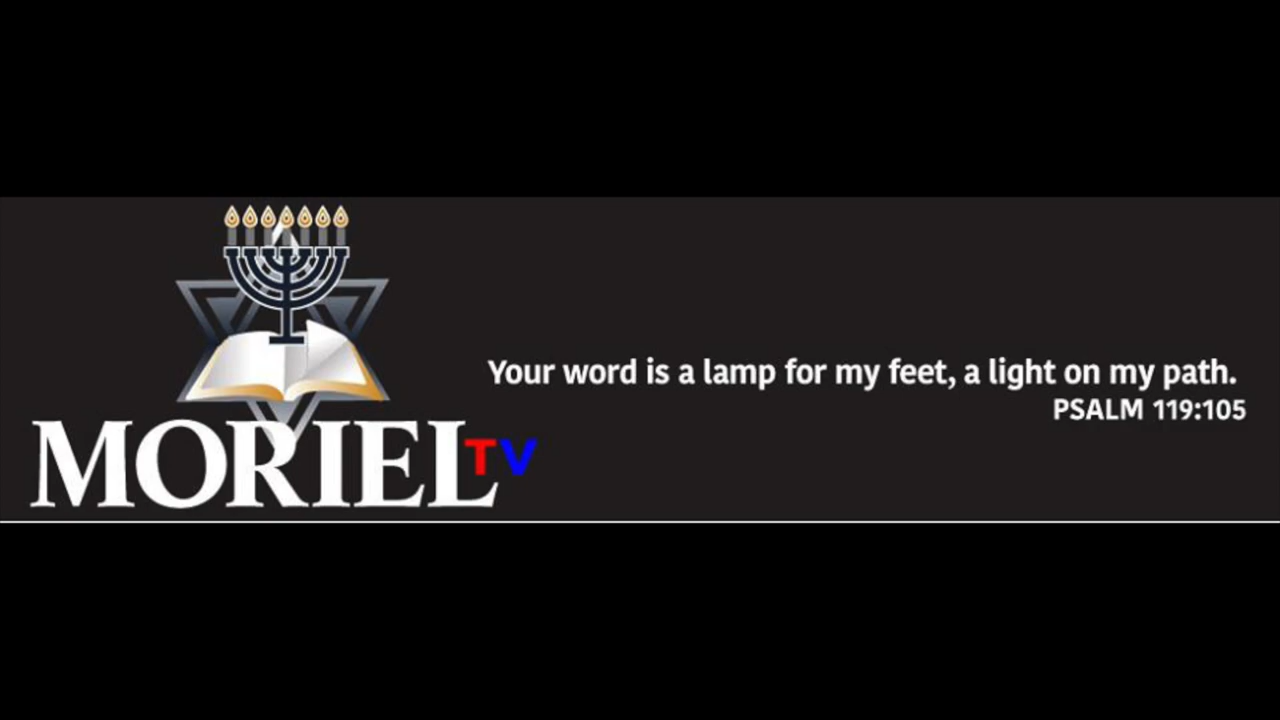 Your word is a lamp for my feet, a light on my path.
PSALM 119:105
MORIEL TV